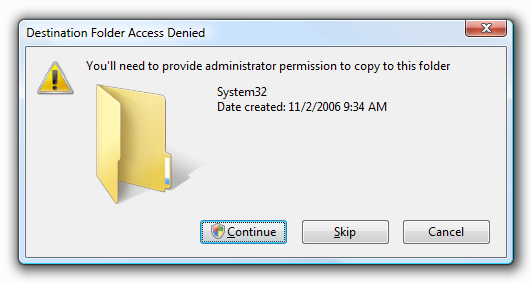 Destination Folder Access Denied
You'll need to provide administrator permission to copy to this folder
System32
Date created: 11/2/2006 9:34 AM
Continue
Skip
Cancel